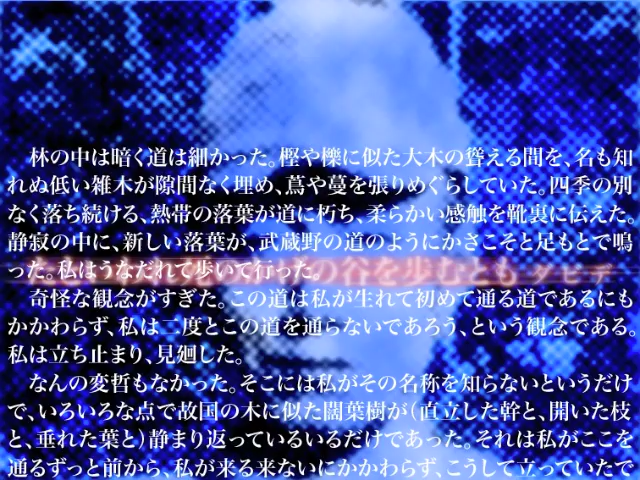 林の中は暗く道は細かった。樫や櫟に似た大木の聳える間を、名も知
れぬ低い雑木が隙間なく埋め、蔦や蔓を張りめぐらしていた。四季の別
なく落ち続ける、熱帯の落葉が道に朽ち、柔らかい感触を靴裏に伝えた。
静寂の中に、新しい落葉が、武蔵野の道のようにかさこそと足もとで鳴
った。私はうなだれて歩いて行った。
の谷を歩むとも ダビデ
奇怪な観念がすぎた。この道は私が生れて初めて通る道であるにも
かかわらず、私は二度とこの道を通らないであろう、という観念である。
私は立ち止まり、見廻した。
なんの変哲もなかった。そこには私がその名称を知らないというだけ
で、いろいろな点で故国の木に似た闊葉樹が（直立した幹と、開いた枝
と、垂れた葉と）静まり返っているいるだけであった。それは私がここを
通るずっと前から、私が来る来ないにかかわらず、こうして立っていたで